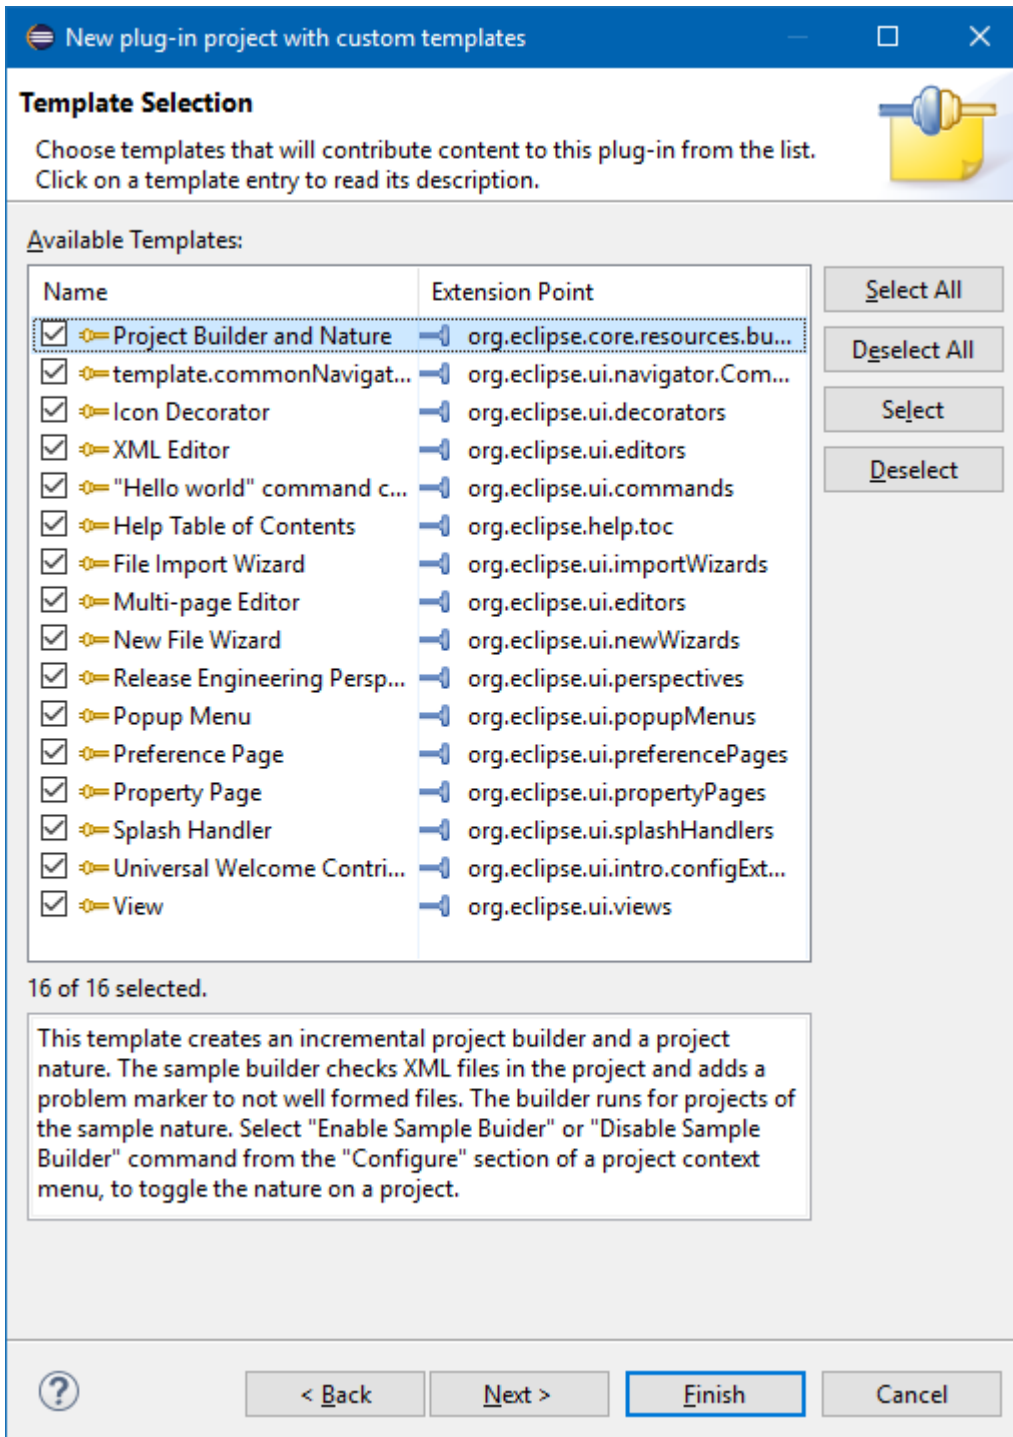 New plug-in project with custom templates
Template Selection
Choose templates that will contribute content to this plug-in from the list.
Click on a template entry to read its description.
Available Templates:
Name Extension Point
Project Builder and Nature org.eclipse.core.resources.bu...
template.commonNavigat... org.eclipse.ui.navigator.Com...
Icon Decorator org.eclipse.ui.decorators
XML Editor org.eclipse.ui.editors
"Hello world" command c... org.eclipse.ui.commands
Help Table of Contents org.eclipse.help.toc
File Import Wizard org.eclipse.ui.importWizards
Multi-page Editor org.eclipse.ui.editors
New File Wizard org.eclipse.ui.newWizards
Release Engineering Persp... org.eclipse.ui.perspectives
Popup Menu org.eclipse.ui.popupMenus
Preference Page org.eclipse.ui.preferencePages
Property Page org.eclipse.ui.propertyPages
Splash Handler org.eclipse.ui.splashHandlers
Universal Welcome Contri... org.eclipse.ui.intro.configExt...
View org.eclipse.ui.views
Select All
Deselect All
Select
Deselect
16 of 16 selected.
This template creates an incremental project builder and a project
nature. The sample builder checks XML files in the project and adds a
problem marker to not well formed files. The builder runs for projects of
the sample nature. Select "Enable Sample Buider" or "Disable Sample
Builder" command from the "Configure" section of a project context
menu, to toggle the nature on a project.
? < Back Next > Finish Cancel